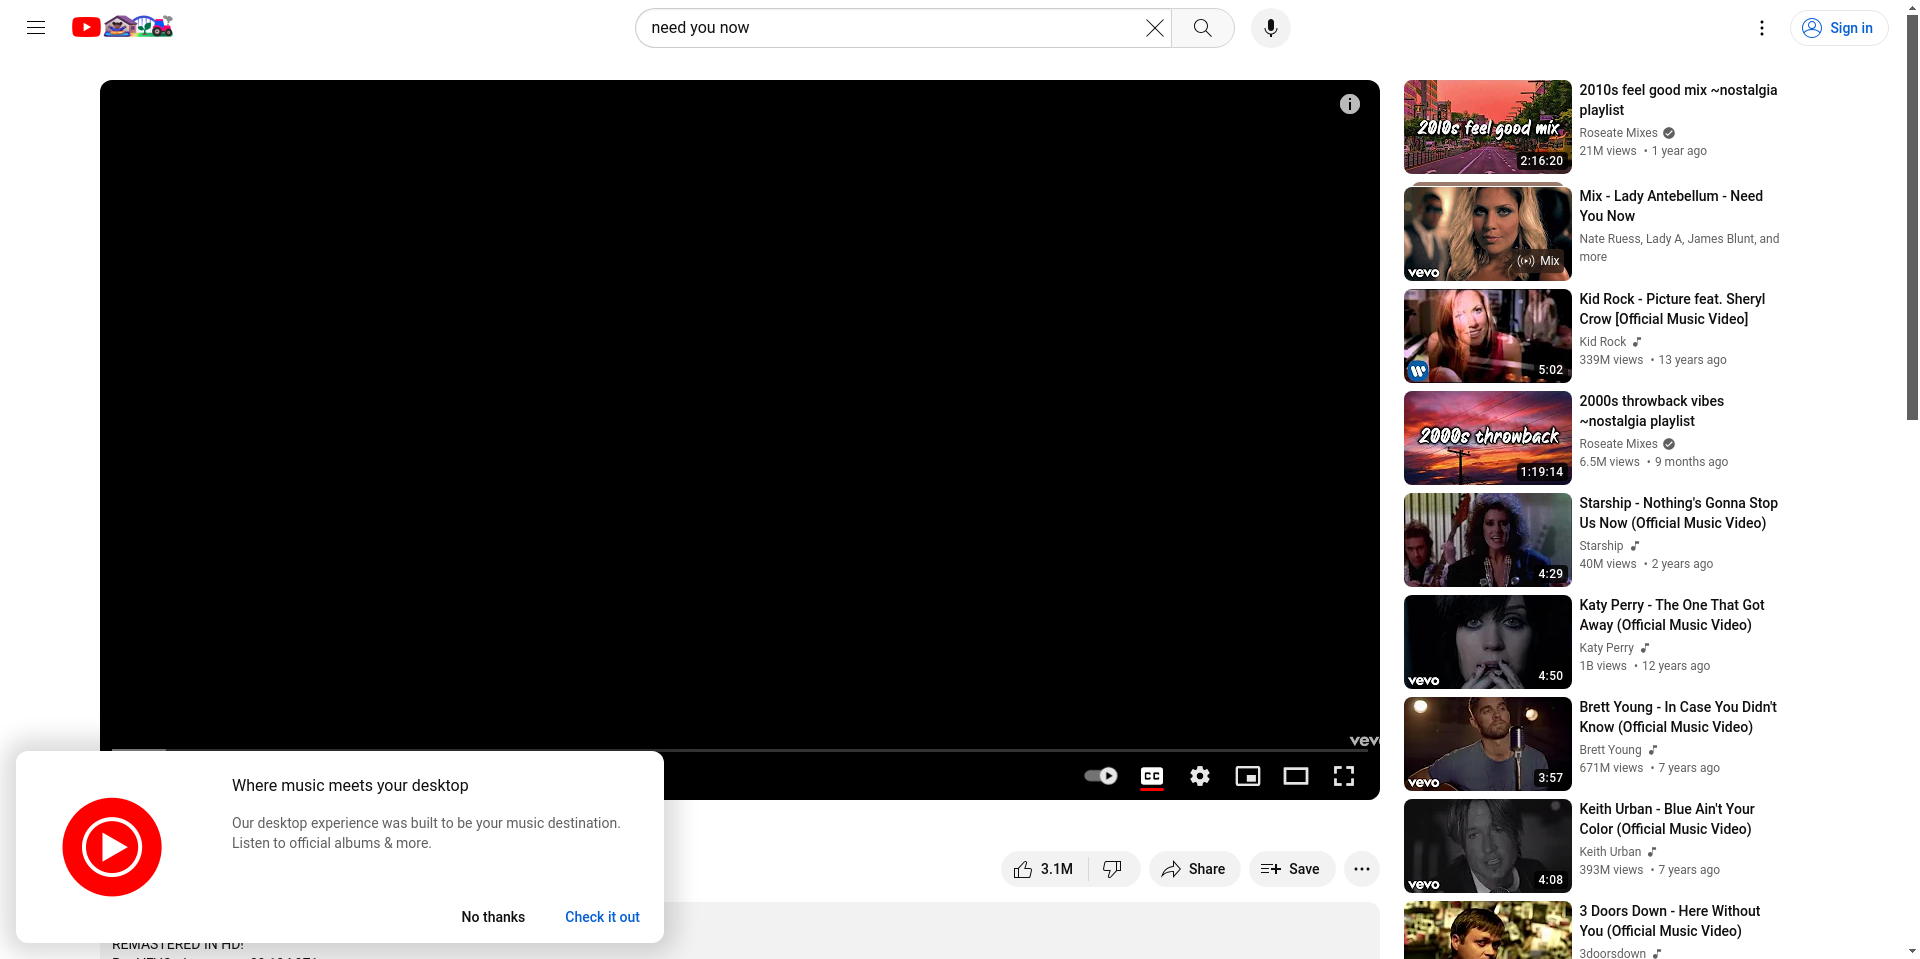 need you now
Sign in
vevo
CC
Where music meets your desktop
Our desktop experience was built to be your music destination.
Listen to official albums & more.
No thanks
Check it out
3.1M
Share
Save
REMASTERED IN HD!
2010s feel good mix
2:16:20
2010s feel good mix ~nostalgia
playlist
Roseate Mixes
21M views • 1 year ago
vevo
Mix
Mix - Lady Antebellum - Need
You Now
Nate Ruess, Lady A, James Blunt, and
more
5:02
Kid Rock - Picture feat. Sheryl
Crow [Official Music Video]
Kid Rock
339M views • 13 years ago
2000s throwback
1:19:14
2000s throwback vibes
~nostalgia playlist
Roseate Mixes
6.5M views • 9 months ago
4:29
Starship - Nothing's Gonna Stop
Us Now (Official Music Video)
Starship
40M views • 2 years ago
vevo
4:50
Katy Perry - The One That Got
Away (Official Music Video)
Katy Perry
1B views • 12 years ago
vevo
3:57
Brett Young - In Case You Didn't
Know (Official Music Video)
Brett Young
671M views • 7 years ago
vevo
4:08
Keith Urban - Blue Ain't Your
Color (Official Music Video)
Keith Urban
393M views • 7 years ago
3 Doors Down - Here Without
You (Official Music Video)
3doorsdown